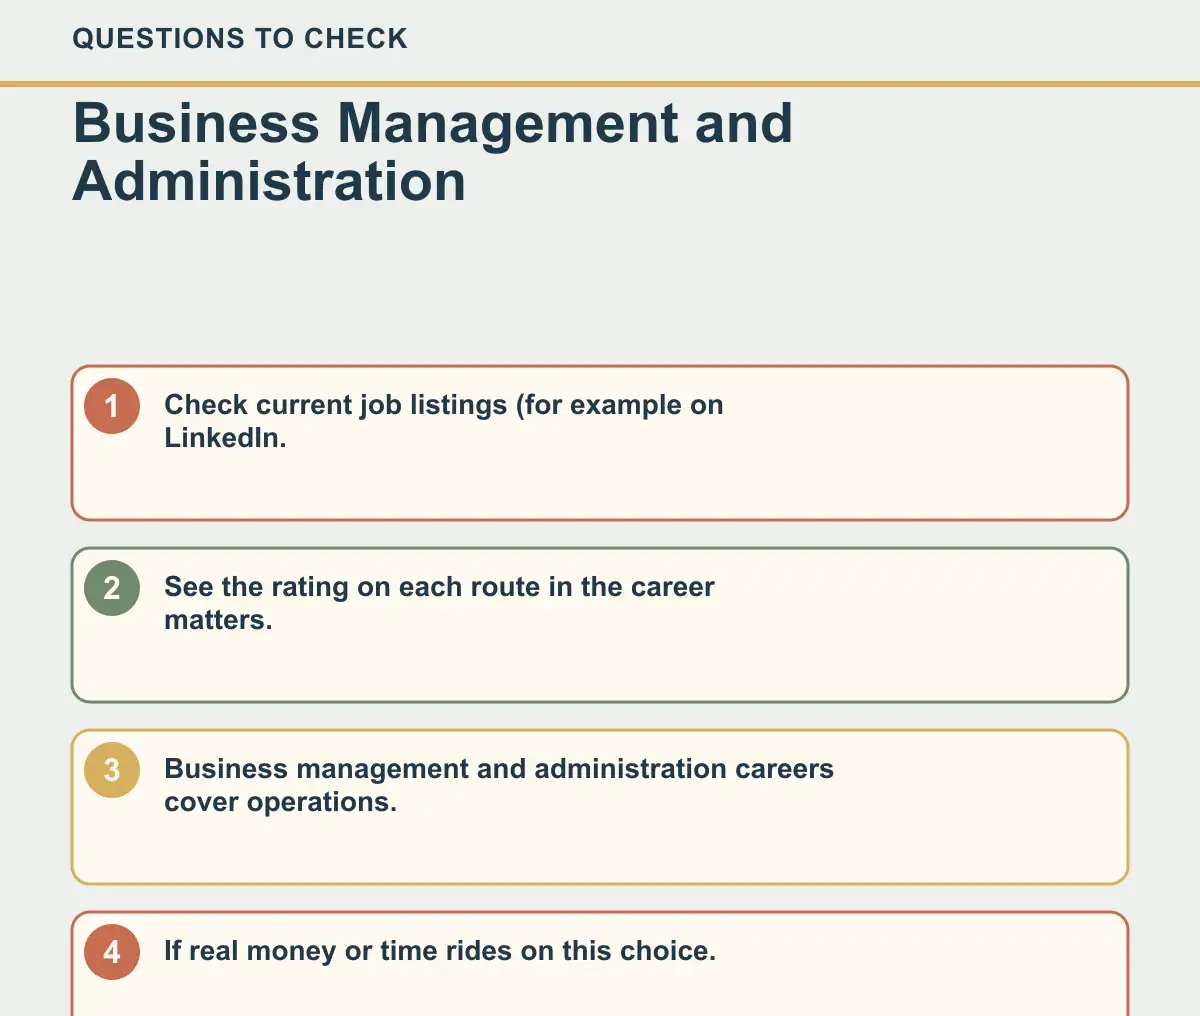 QUESTIONS TO CHECK
Business Management and
Administration
1
Check current job listings (for example on
LinkedIn.
2
See the rating on each route in the career
matters.
3
Business management and administration careers
cover operations.
4
If real money or time rides on this choice.